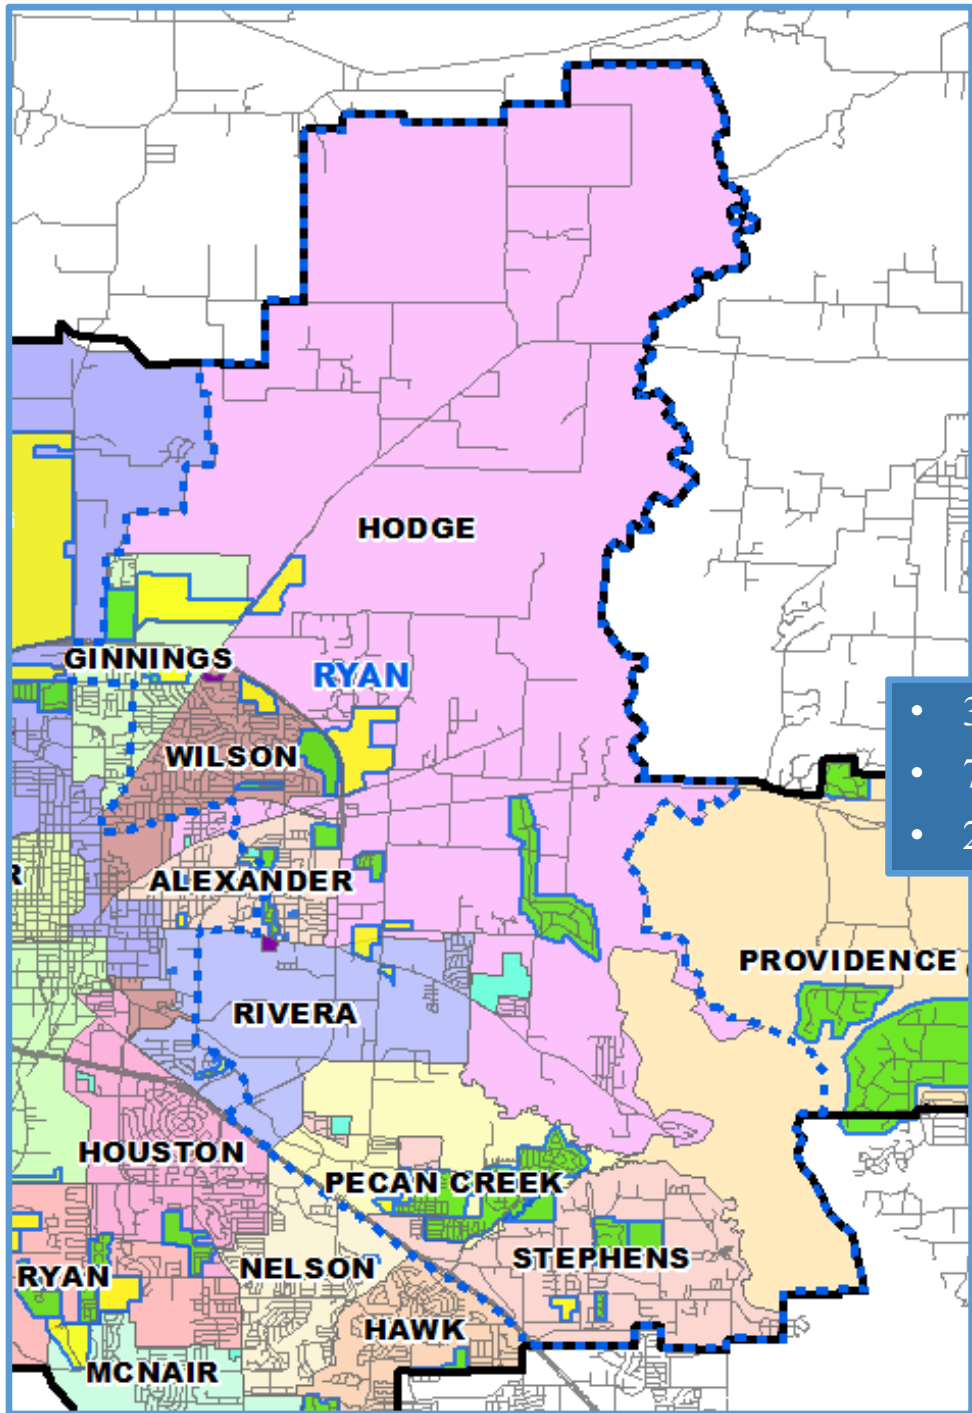 HODGE
GINNINGS
RYAN
WILSON
ALEXANDER
PROVIDENCE
RIVERA
HOUSTON
PECAN CREEK
NELSON
STEPHENS
RYAN
HAWK
MCNAIR